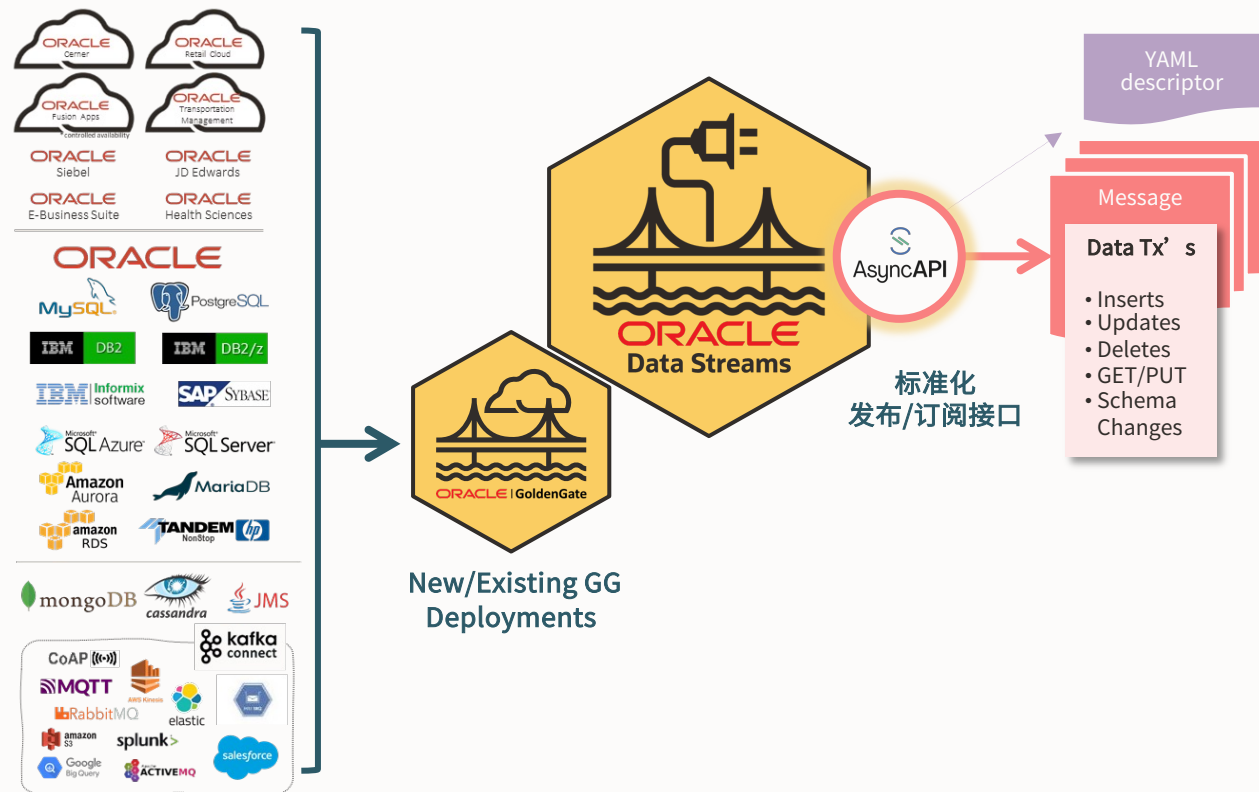 ORACLE
Cerner
ORACLE
Retail Cloud
ORACLE
Fusion Apps
*controlled availability
ORACLE
Transportation
Management
ORACLE
Siebel
ORACLE
JD Edwards
ORACLE
E-Business Suite
ORACLE
Health Sciences
ORACLE
MySQL
PostgreSQL
IBM DB2
IBM DB2/z
IBM Informix
software
SAP SYBASE
Microsoft
SQL Azure
Microsoft
SQL Server
Amazon
Aurora
MariaDB
amazon
RDS
TANDEM
NonStop
hp
mongoDB
cassandra
JMS
kafka
connect
CoAP
MQTT
AWS Kinesis
RabbitMQ
elastic
amazon
S3
splunk>
salesforce
Google
Big Query
ACTIVEMQ
ORACLE | GoldenGate
New/Existing GG
Deployments
ORACLE
Data Streams
AsyncAPI
标准化
发布/订阅接口
YAML
descriptor
Message
Data Tx’s
• Inserts
• Updates
• Deletes
• GET/PUT
• Schema
Changes